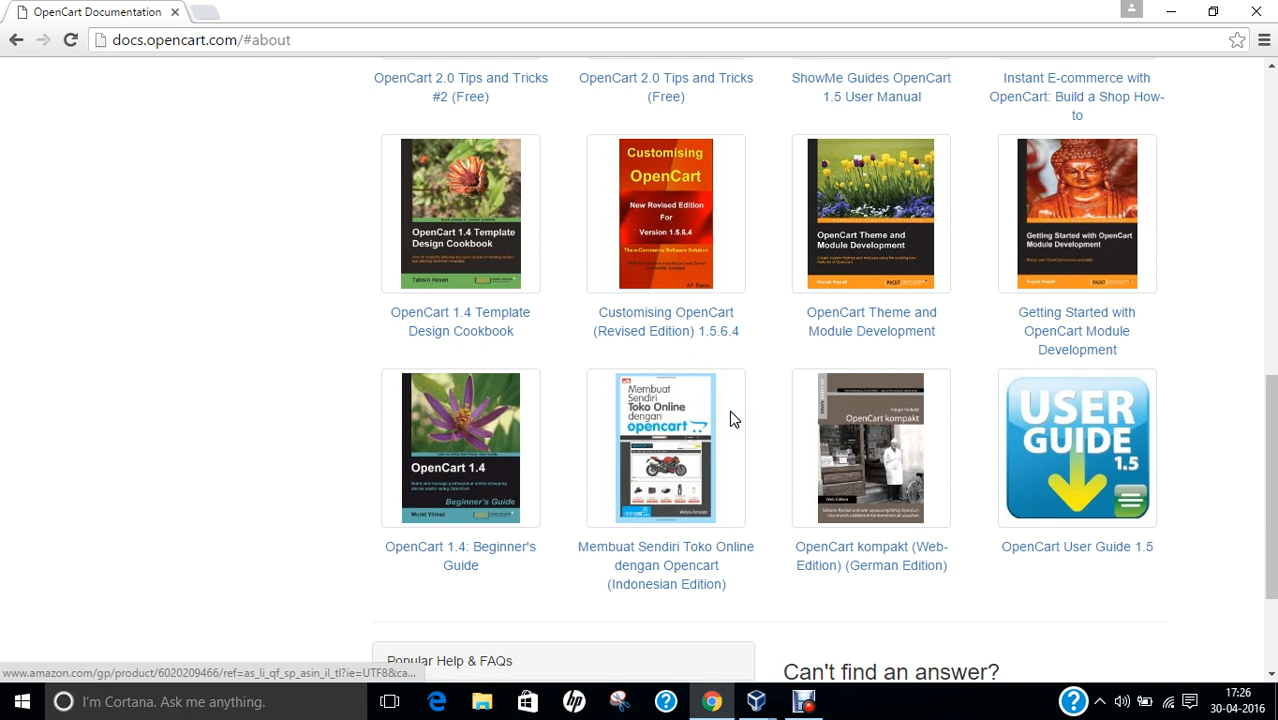 OpenCart Documentation
docs.opencart.com/#about
OpenCart 2.0 Tips and Tricks
#2 (Free)
OpenCart 2.0 Tips and Tricks
(Free)
ShowMe Guides OpenCart
1.5 User Manual
Instant E-commerce with
OpenCart: Build a Shop How-
to
OpenCart 1.4 Template
Design Cookbook
Tahsin Hasan
Customising
OpenCart
New Revised Edition
For
Version 1.5.6.4
OpenCart Theme and
Module Development
Getting Started with OpenCart
Module Development
OpenCart 1.4 Template
Design Cookbook
Customising OpenCart
(Revised Edition) 1.5.6.4
OpenCart Theme and
Module Development
Getting Started with
OpenCart Module
Development
OpenCart 1.4
Beginner's Guide
Murat Yilmaz
Membuat
Sendiri
Toko Online
dengan
opencart
OpenCart kompakt
USER
GUIDE
1.5
OpenCart 1.4: Beginner's
Guide
Membuat Sendiri Toko Online
dengan Opencart
(Indonesian Edition)
OpenCart kompakt (Web-
Edition) (German Edition)
OpenCart User Guide 1.5
Popular Help & FAQs
Can't find an answer?
www.amazon.com/gp/product/6020209466/ref=as_li_qf_sp_asin_il_tl?ie=UTF8&ca...
I'm Cortana. Ask me anything.
17:26
30-04-2016